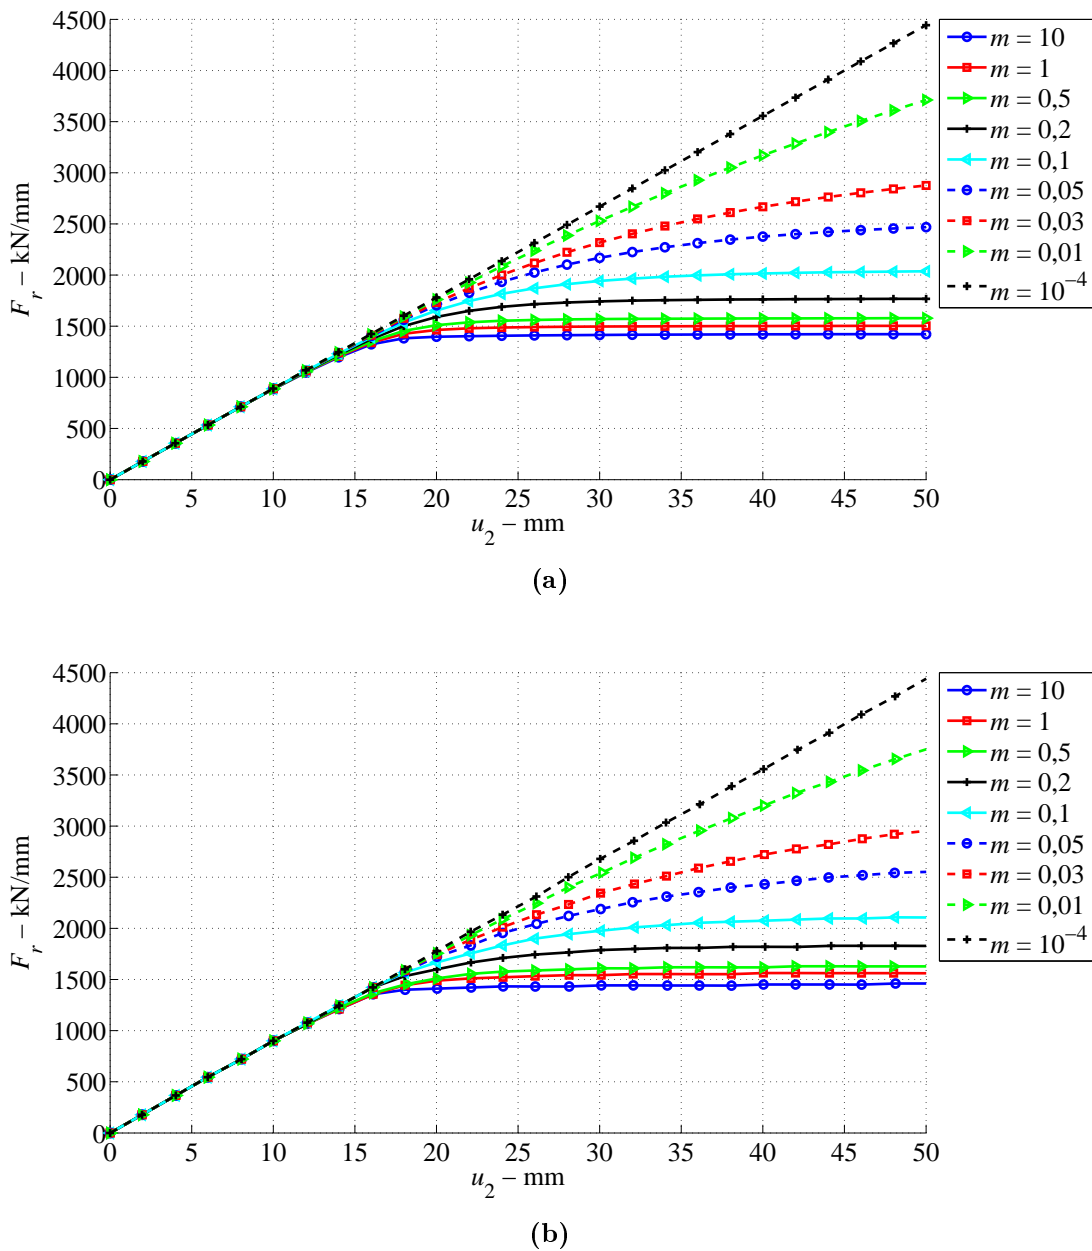 4500
4000
3500
3000
2500
2000
1500
1000
500
0
F_r – kN/mm
0 5 10 15 20 25 30 35 40 45 50
u_2 – mm
m = 10
m = 1
m = 0,5
m = 0,2
m = 0,1
m = 0,05
m = 0,03
m = 0,01
m = 10^{-4}
(a)
4500
4000
3500
3000
2500
2000
1500
1000
500
0
F_r – kN/mm
0 5 10 15 20 25 30 35 40 45 50
u_2 – mm
m = 10
m = 1
m = 0,5
m = 0,2
m = 0,1
m = 0,05
m = 0,03
m = 0,01
m = 10^{-4}
(b)